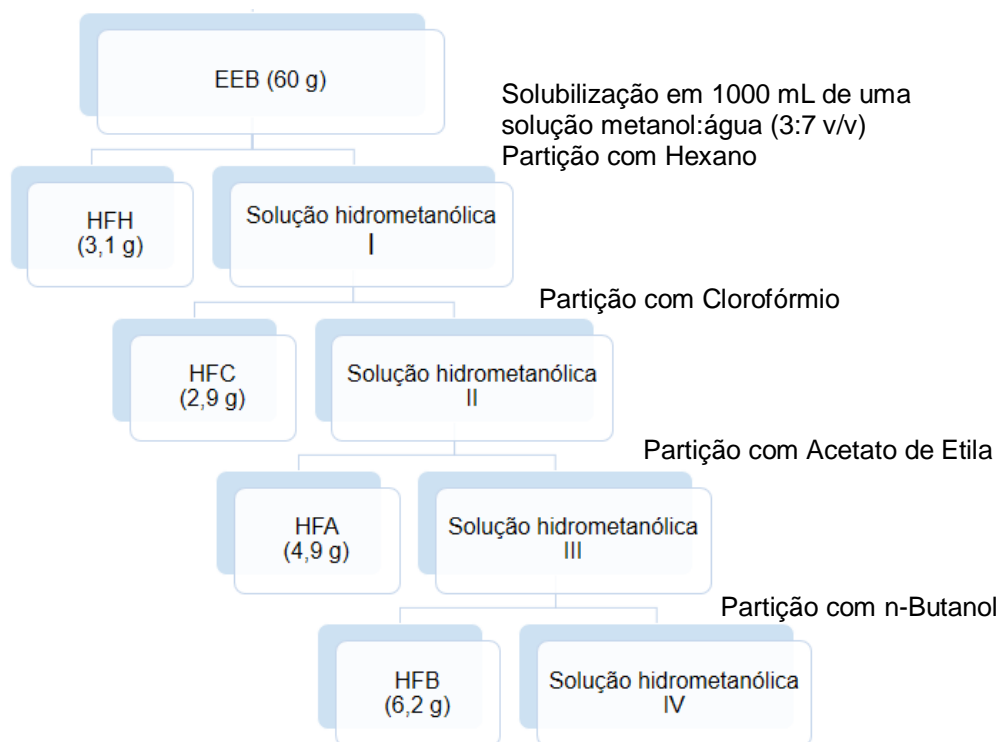 EEB (60 g)
Solubilização em 1000 mL de uma
solução metanol:água (3:7 v/v)
Partição com Hexano
HFH
(3,1 g)
Solução hidrometanólica
I
Partição com Clorofórmio
HFC
(2,9 g)
Solução hidrometanólica
II
Partição com Acetato de Etila
HFA
(4,9 g)
Solução hidrometanólica
III
Partição com n-Butanol
HFB
(6,2 g)
Solução hidrometanólica
IV